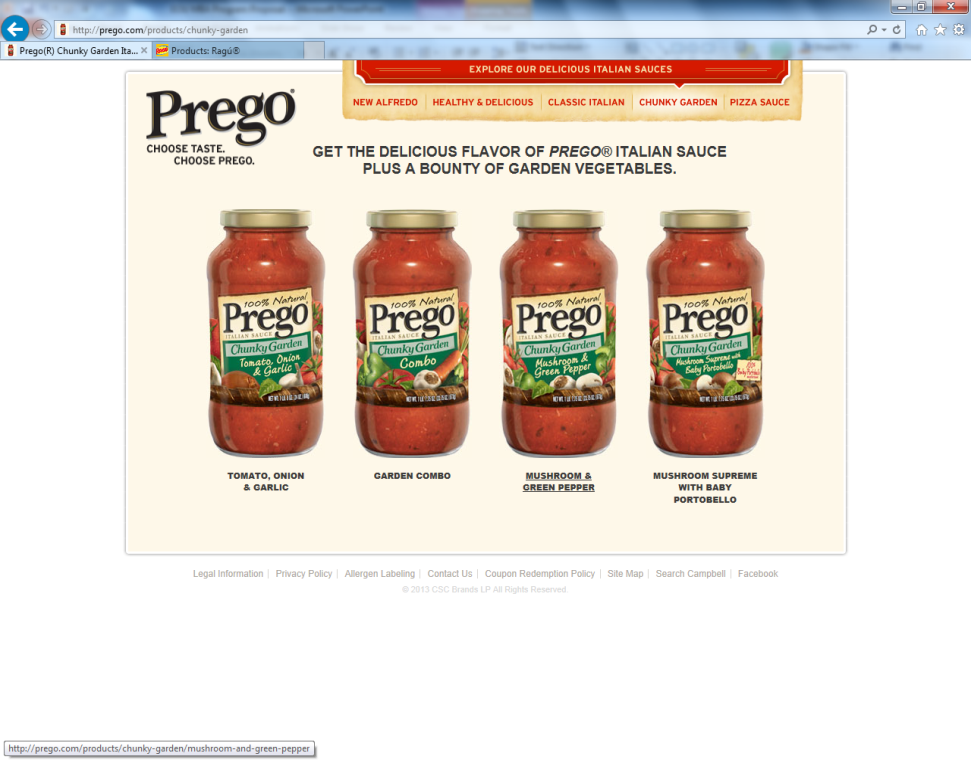 http://prego.com/products/chunky-garden
Prego(R) Chunky Garden Ita...
Products: Ragú®
EXPLORE OUR DELICIOUS ITALIAN SAUCES
NEW ALFREDO
HEALTHY & DELICIOUS
CLASSIC ITALIAN
CHUNKY GARDEN
PIZZA SAUCE
Prego®
CHOOSE TASTE.
CHOOSE PREGO.
GET THE DELICIOUS FLAVOR OF PREGO® ITALIAN SAUCE
PLUS A BOUNTY OF GARDEN VEGETABLES.
100% Natural
Prego
ITALIAN SAUCE
Chunky Garden
Tomato, Onion
& Garlic
100% Natural
Prego
ITALIAN SAUCE
Chunky Garden
Combo
100% Natural
Prego
ITALIAN SAUCE
Chunky Garden
Mushroom &
Green Pepper
100% Natural
Prego
ITALIAN SAUCE
Chunky Garden
Mushroom Supreme with
Baby Portobello
TOMATO, ONION
& GARLIC
GARDEN COMBO
MUSHROOM &
GREEN PEPPER
MUSHROOM SUPREME
WITH BABY
PORTOBELLO
Legal Information | Privacy Policy | Allergen Labeling | Contact Us | Coupon Redemption Policy | Site Map | Search Campbell | Facebook
© 2013 CSC Brands LP All Rights Reserved.
http://prego.com/products/chunky-garden/mushroom-and-green-pepper